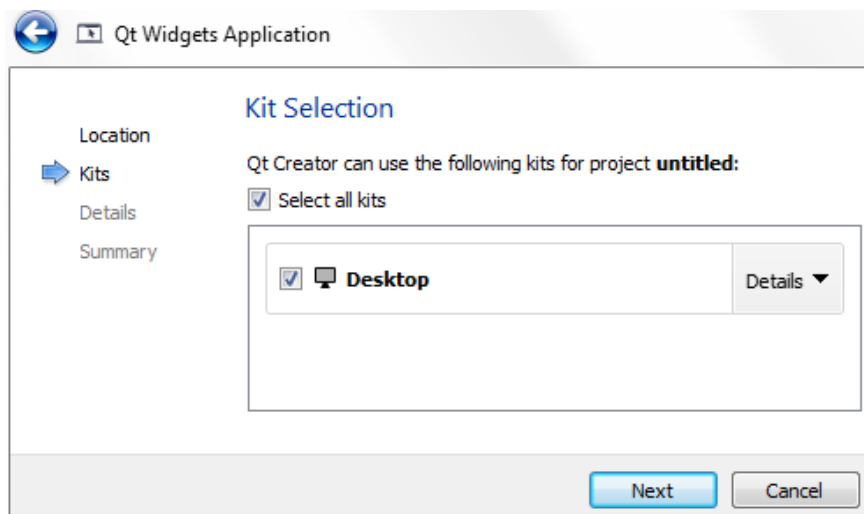 Qt Widgets Application
Location
Kits
Details
Summary
Kit Selection
Qt Creator can use the following kits for project untitled:
Select all kits
Desktop
Details
Next
Cancel